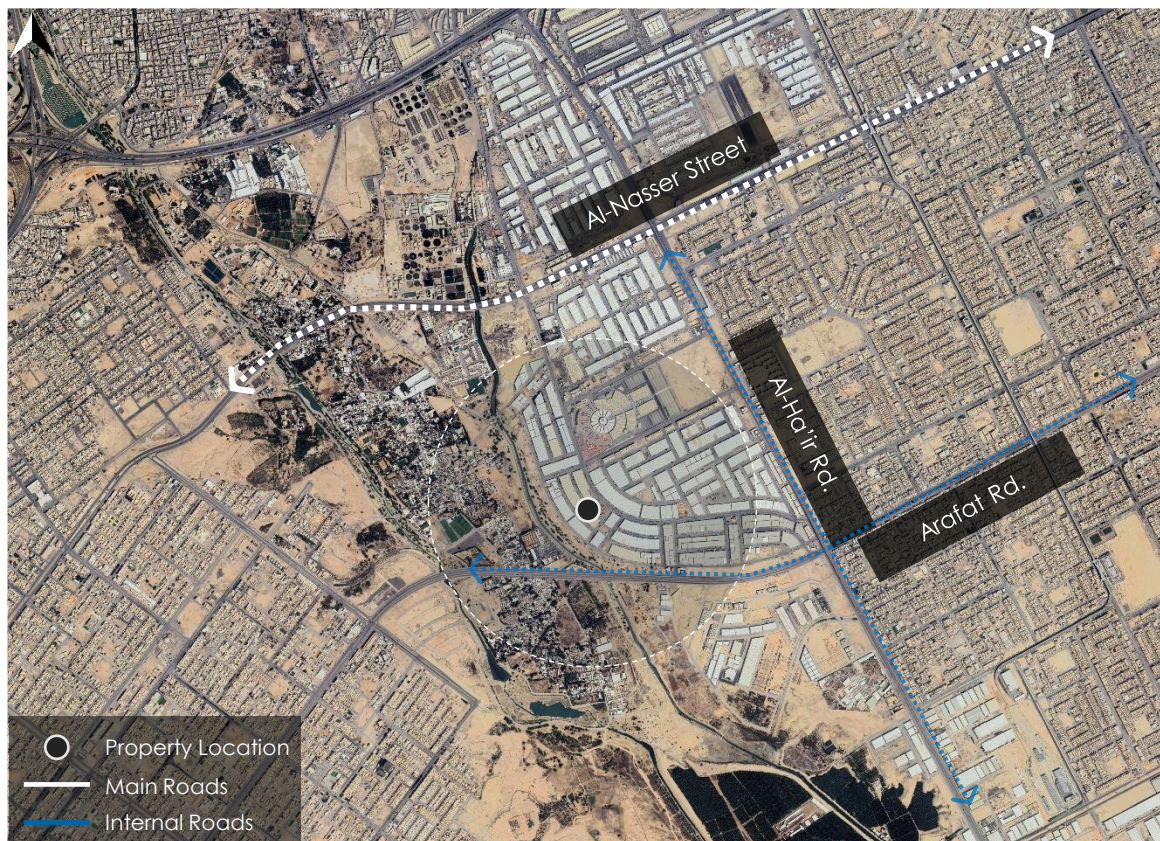 Al-Nasser Street
Al-Ha'ir Rd.
Arafat Rd.
Property Location
Main Roads
Internal Roads